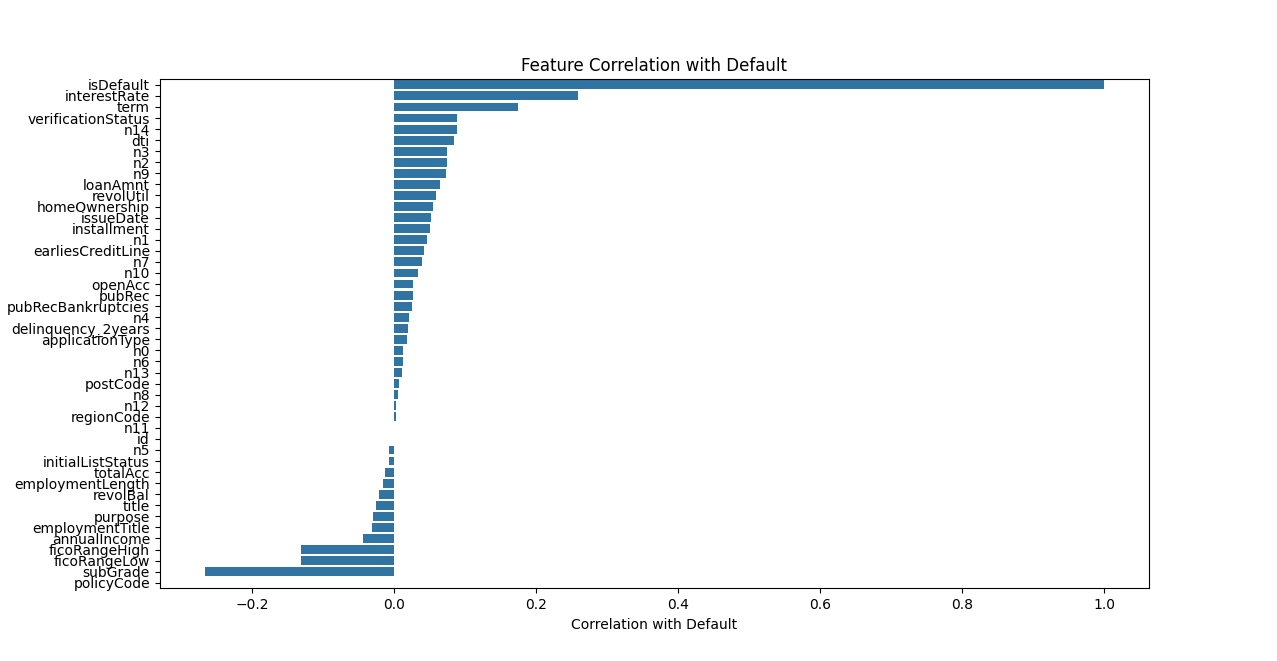 Feature Correlation with Default
isDefault
interestRate
term
verificationStatus
n14
dti
n3
n2
n9
loanAmnt
revolUtil
homeOwnership
issueDate
installment
n1
earliesCreditLine
n7
n10
openAcc
pubRec
pubRecBankruptcies
n4
delinquency_2years
applicationType
n0
n6
n13
postCode
n8
n12
regionCode
n11
id
n5
initialListStatus
totalAcc
employmentLength
revolBal
title
purpose
employmentTitle
annualIncome
ficoRangeHigh
ficoRangeLow
subGrade
policyCode
−0.2 0.0 0.2 0.4 0.6 0.8 1.0
Correlation with Default